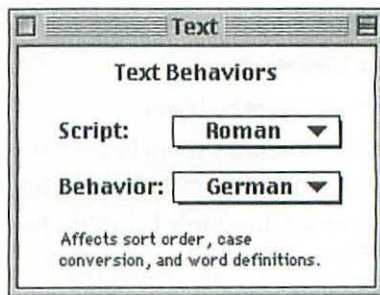 Text
Text Behaviors
Script: Roman
Behavior: German
Affects sort order, case
conversion, and word definitions.